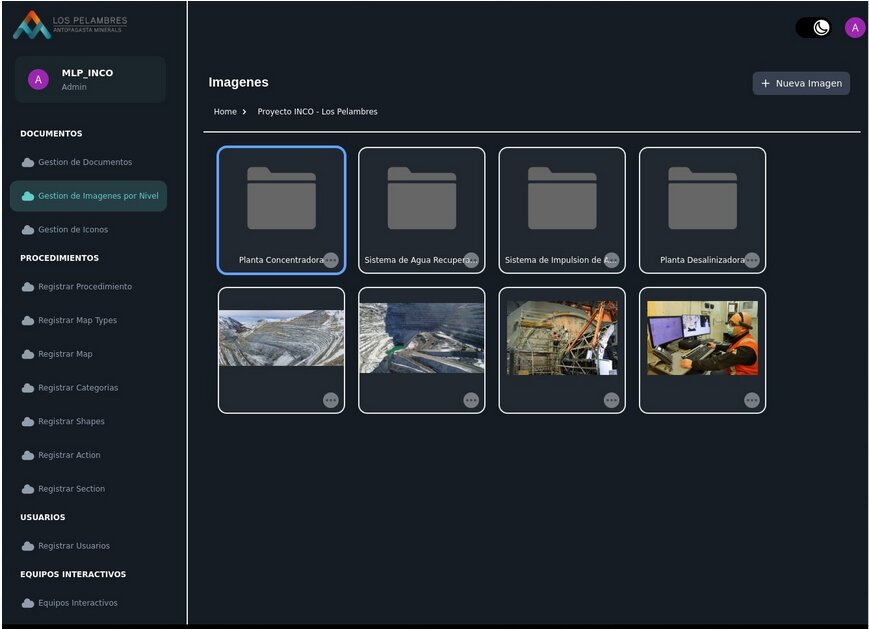 LOS PELAMBRES
ANTOFAGASTA MINERALS
A
A
MLP_INCO
Admin
Imagenes
+ Nueva Imagen
Home > Proyecto INCO - Los Pelambres
DOCUMENTOS
Gestion de Documentos
Gestion de Imagenes por Nivel
Gestion de Iconos
PROCEDIMIENTOS
Registrar Procedimiento
Registrar Map Types
Registrar Map
Registrar Categorias
Registrar Shapes
Registrar Action
Registrar Section
USUARIOS
Registrar Usuarios
EQUIPOS INTERACTIVOS
Equipos Interactivos
Planta Concentradora
Sistema de Agua Recupera...
Sistema de Impulsion de A...
Planta Desalinizadora